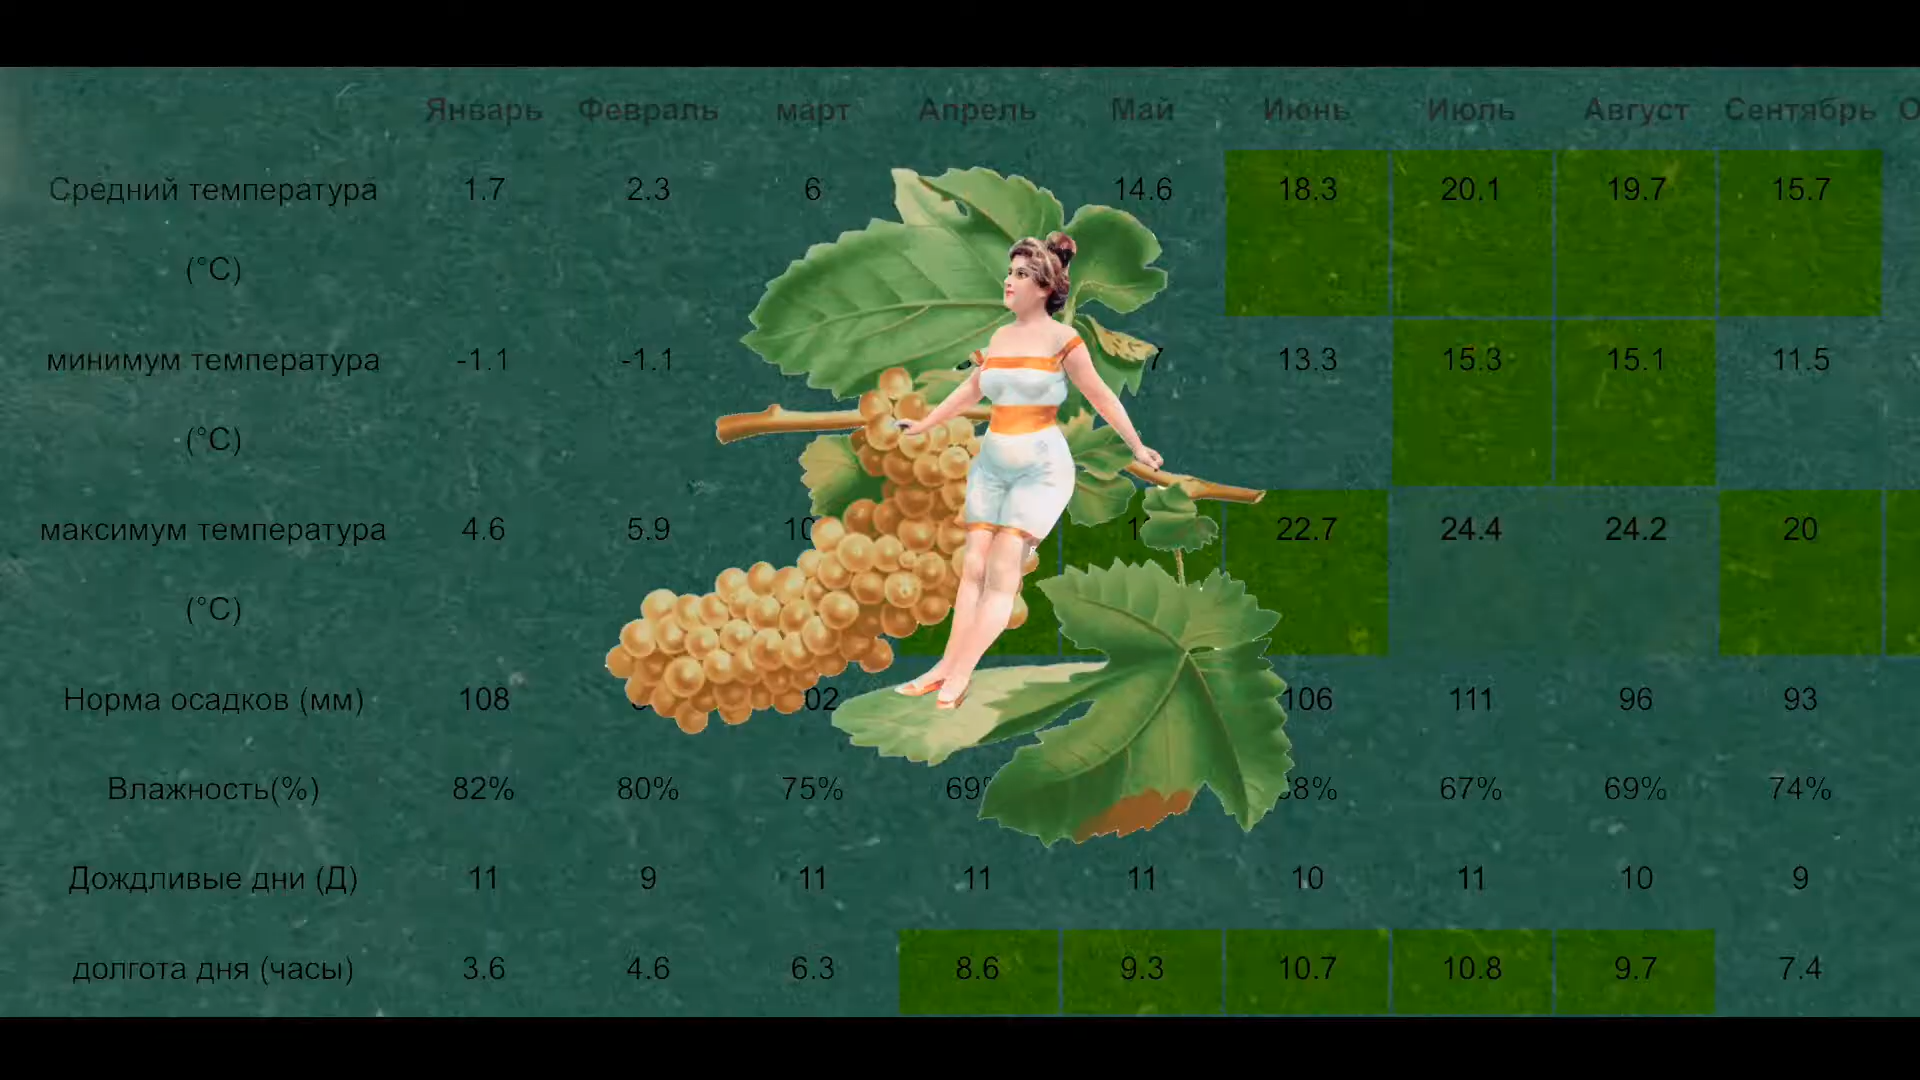 Январь Февраль март Апрель Май Июнь Июль Август Сентябрь
Средний температура 1.7 2.3 6 14.6 18.3 20.1 19.7 15.7
(°C)
минимум температура -1.1 -1.1 13.3 15.3 15.1 11.5
(°C)
максимум температура 4.6 5.9 22.7 24.4 24.2 20
(°C)
Норма осадков (мм) 108 106 111 96 93
Влажность(%) 82% 80% 75% 67% 69% 74%
Дождливые дни (Д) 11 9 11 11 11 10 11 10 9
долгота дня (часы) 3.6 4.6 6.3 8.6 9.3 10.7 10.8 9.7 7.4